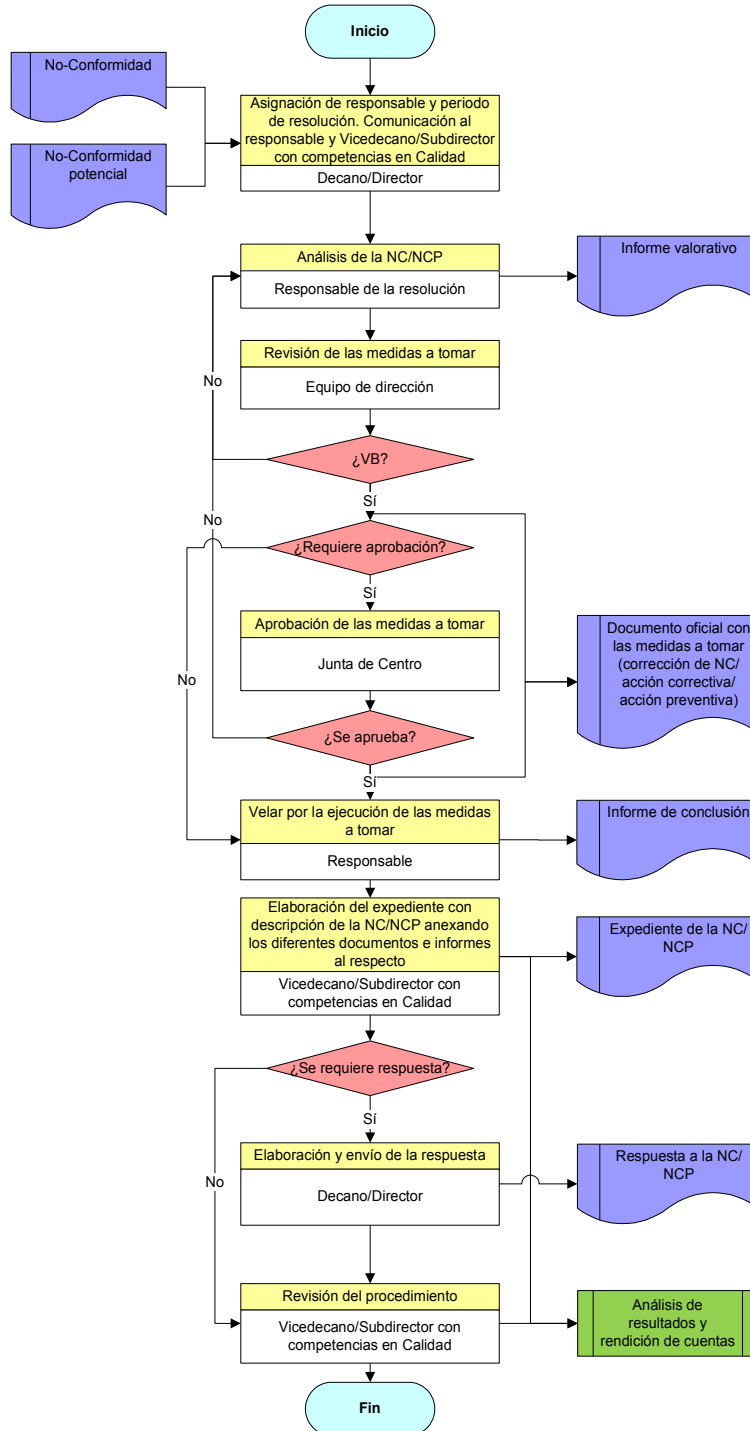 Inicio
No-Conformidad
Asignación de responsable y periodo
de resolución. Comunicación al
responsable y Vicedecano/Subdirector
con competencias en Calidad
Decano/Director
No-Conformidad
potencial
Análisis de la NC/NCP
Responsable de la resolución
Informe valorativo
Revisión de las medidas a tomar
Equipo de dirección
No
¿VB?
Sí
No
¿Requiere aprobación?
Sí
Aprobación de las medidas a tomar
Junta de Centro
Documento oficial con
las medidas a tomar
(corrección de NC/
acción correctiva/
acción preventiva)
No
¿Se aprueba?
Sí
Velar por la ejecución de las medidas
a tomar
Responsable
Informe de conclusión
Elaboración del expediente con
descripción de la NC/NCP anexando
los diferentes documentos e informes
al respecto
Vicedecano/Subdirector con
competencias en Calidad
Expediente de la NC/
NCP
¿Se requiere respuesta?
Sí
Elaboración y envío de la respuesta
Decano/Director
Respuesta a la NC/
NCP
No
Revisión del procedimiento
Vicedecano/Subdirector con
competencias en Calidad
Análisis de
resultados y
rendición de cuentas
Fin